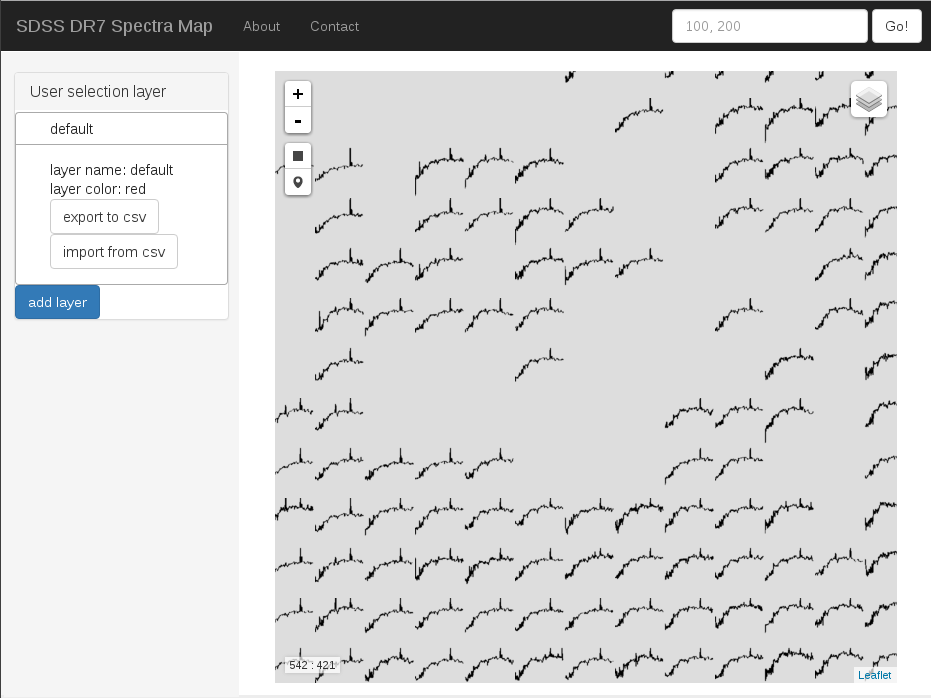 SDSS DR7 Spectra Map About Contact 100, 200 Go!
User selection layer
default
layer name: default
layer color: red
export to csv
import from csv
add layer
+
-
542 : 421
Leaflet